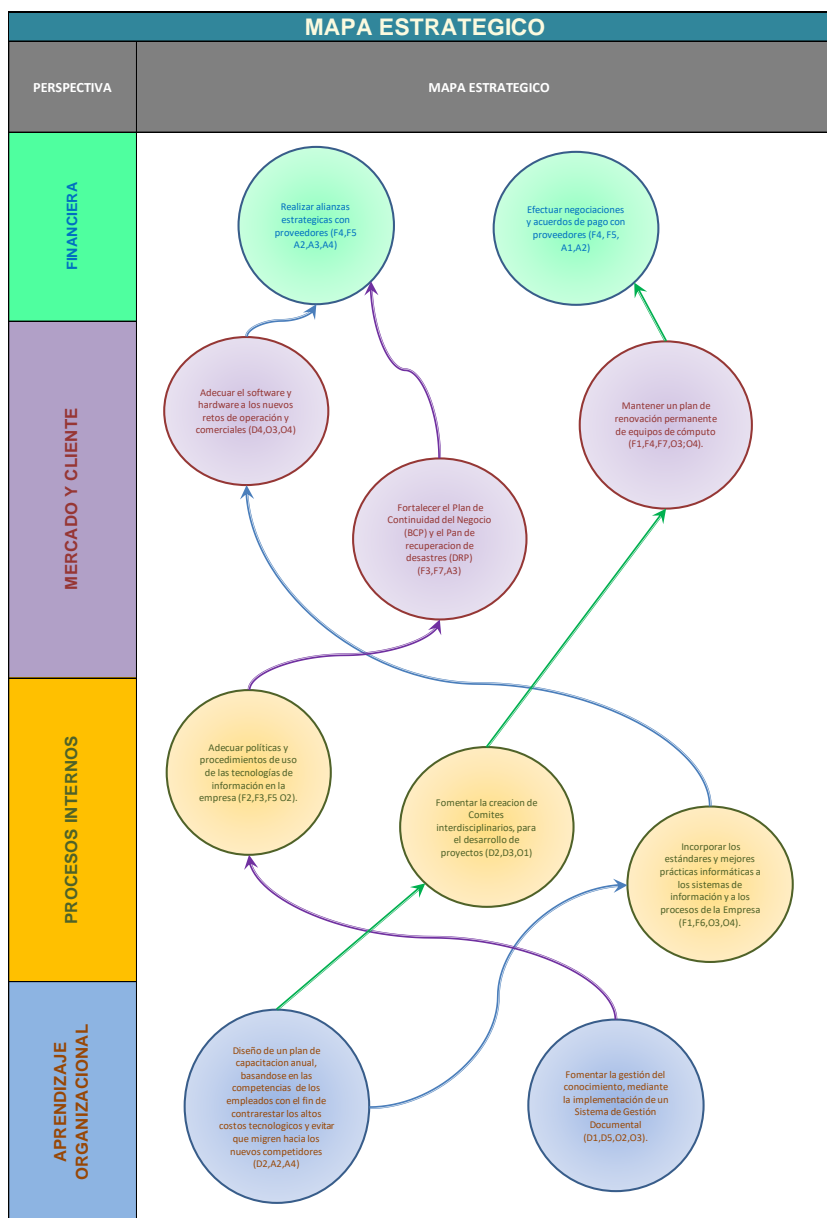 MAPA ESTRATEGICO
PERSPECTIVA
MAPA ESTRATEGICO
FINANCIERA
Realizar alianzas
estrategicas con
proveedores (F4,F5
A2,A3,A4)
Efectuar negociaciones
y acuerdos de pago con
proveedores (F4, F5,
A1,A2)
MERCADO Y CLIENTE
Adecuar el software y
hardware a los nuevos
retos de operación y
comerciales (D4,O3,O4)
Mantener un plan de
renovación permanente
de equipos de cómputo
(F1,F4,F7,O3;O4).
Fortalecer el Plan de
Continuidad del Negocio
(BCP) y el Pan de
recuperacion de
desastres (DRP)
(F3,F7,A3)
PROCESOS INTERNOS
Adecuar políticas y
procedimientos de uso
de las tecnologías de
información en la
empresa (F2,F3,F5 O2).
Fomentar la creacion de
Comites
interdisciplinarios, para
el desarrollo de
proyectos (D2,D3,O1)
Incorporar los
estándares y mejores
prácticas informáticas a
los sistemas de
información y a los
procesos de la Empresa
(F1,F6,O3,O4).
APRENDIZAJE
ORGANIZACIONAL
Diseño de un plan de
capacitacion anual,
basandose en las
competencias de los
empleados con el fin de
contrarestar los altos
costos tecnologicos y evitar
que migren hacia los
nuevos competidores
(D2,A2,A4)
Fomentar la gestión del
conocimiento, mediante
la implementación de un
Sistema de Gestión
Documental
(D1,D5,O2,O3).